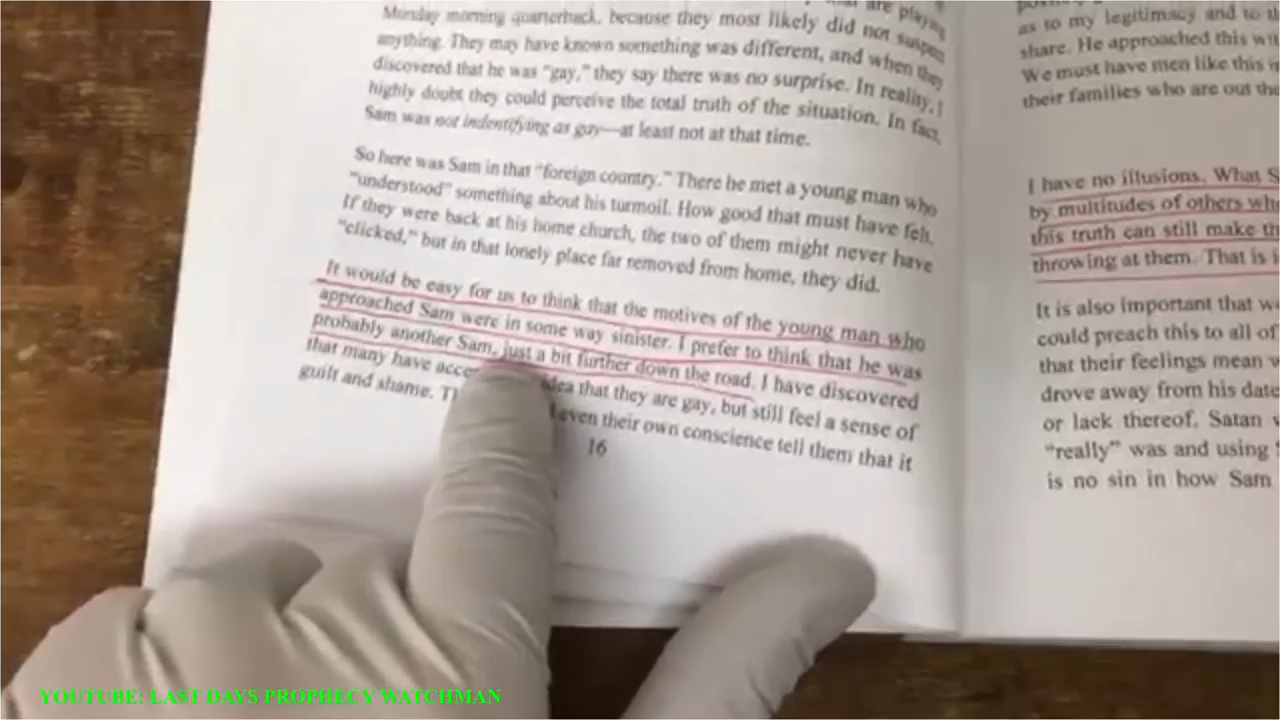 are playing
Monday morning quarterback, because they most likely did not suspect
anything. They may have known something was different, and when they
discovered that he was "gay," they say there was no surprise. In reality, I
highly doubt they could perceive the total truth of the situation. In fact,
Sam was not indentifying as gay—at least not at that time.
So here was Sam in that "foreign country." There he met a young man who
"understood" something about his turmoil. How good that must have felt.
If they were back at his home church, the two of them might never have
"clicked," but in that lonely place far removed from home, they did.
It would be easy for us to think that the motives of the young man who
approached Sam were in some way sinister. I prefer to think that he was
probably another Sam, just a bit further down the road. I have discovered
that many have acce idea that they are gay, but still feel a sense of
guilt and shame. T even their own conscience tell them that it
16
as to my legitimacy and to th
share. He approached this wit
We must have men like this i
their families who are out the
I have no illusions. What S
by multitudes of others who
this truth can still make th
throwing at them. That is i
It is also important that w
could preach this to all of
that their feelings mean
drove away from his date
or lack thereof. Satan
"really" was and using
is no sin in how Sam
YOUTUBE: LAST DAYS PROPHECY WATCHMAN